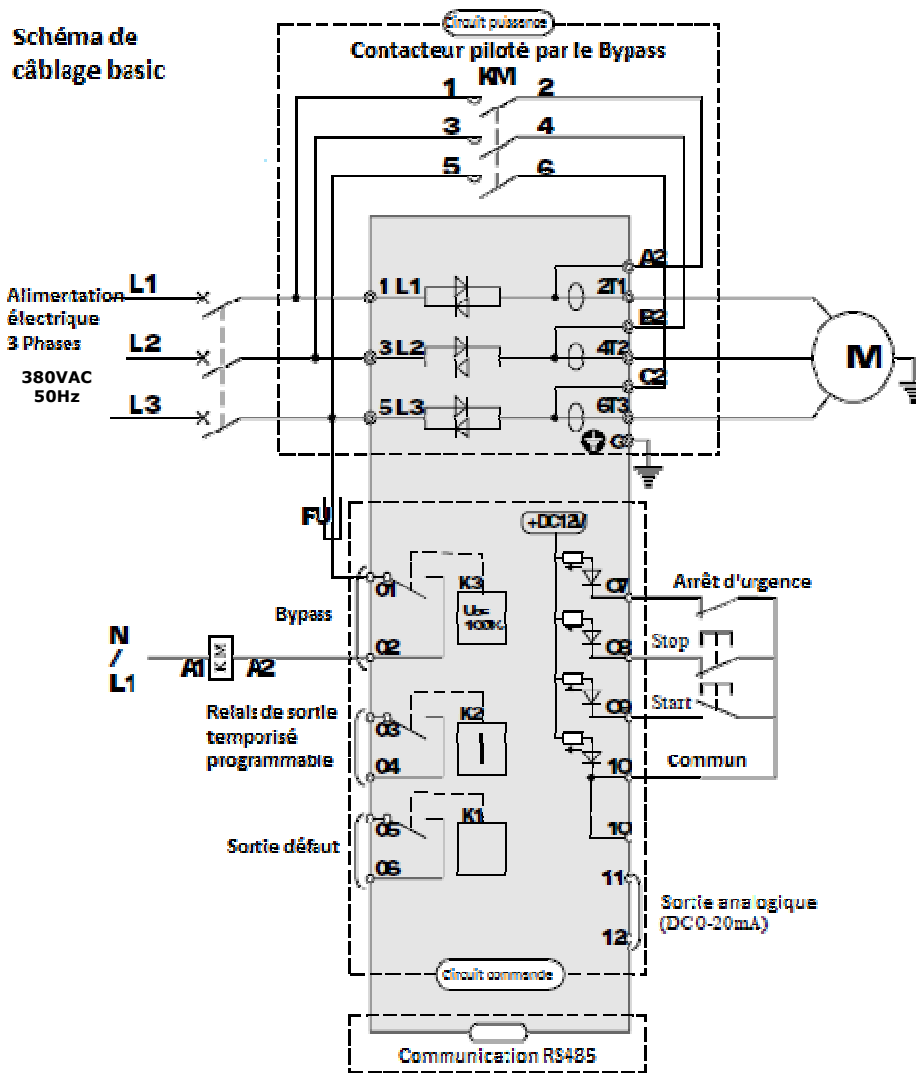 Schéma de
câblage basic
Circuit puissence
Contacteur piloté par le Bypass
KM
1 2
3 4
5 6
A2
Alimentation
électrique
3 Phases
380VAC
50Hz
L1
1 L1
2T1
B2
L2
3 L2
4T2
M
C2
L3
5 L3
6T3
G
FU
+DC12V
01
K3
07
Arrêt d'urgence
Bypass
02
08
Stop
N
/
L1
A1 KM A2
Relais de sortie
temporisé
programmable
03
K2
09
Start
04
10
Commun
05
K1
10
Sortie défaut
06
11
Sortie analogique
(DC0-20mA)
12
Circuit commande
Communication RS485